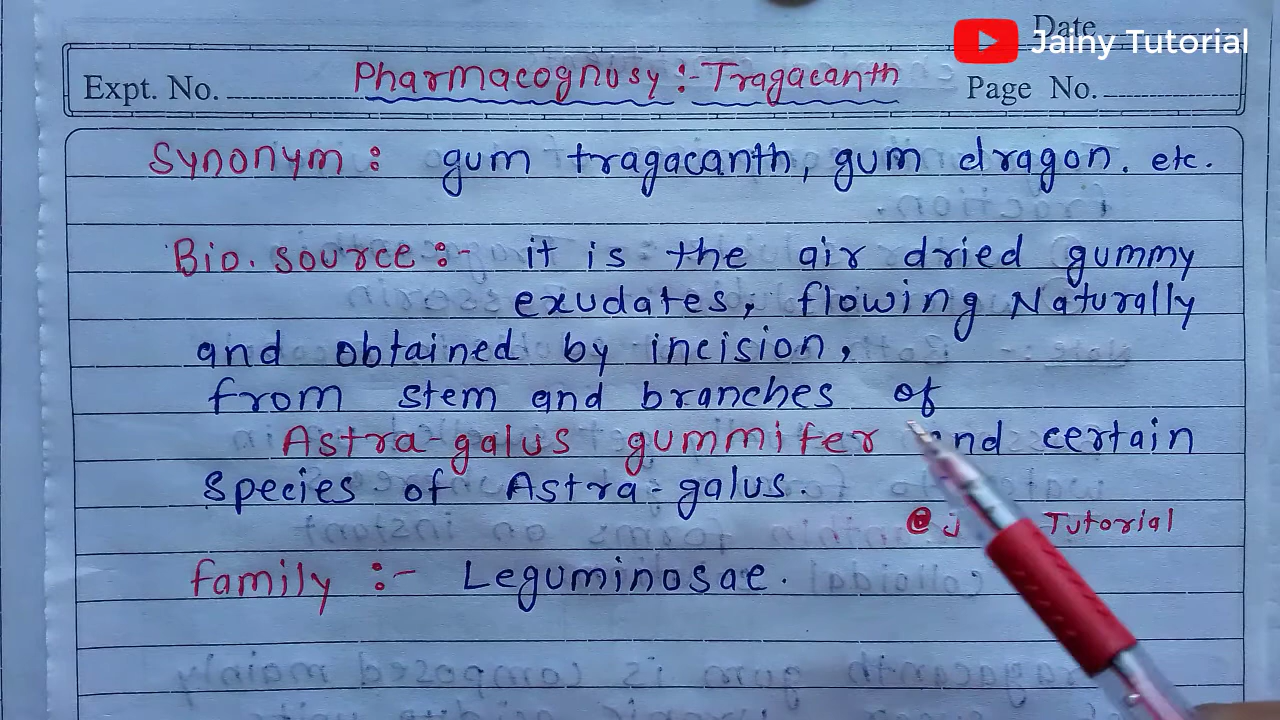 Date
Jainy Tutorial
Expt. No. Pharmacognosy :- Tragacanth Page No.
Synonym : gum tragacanth, gum dragon. etc.
Bio. source :- it is the air dried gummy
exudates, flowing Naturally
and obtained by incision,
from stem and branches of
Astra-galus gummifer and certain
species of Astra-galus.
@ Tutorial
family :- Leguminosae.